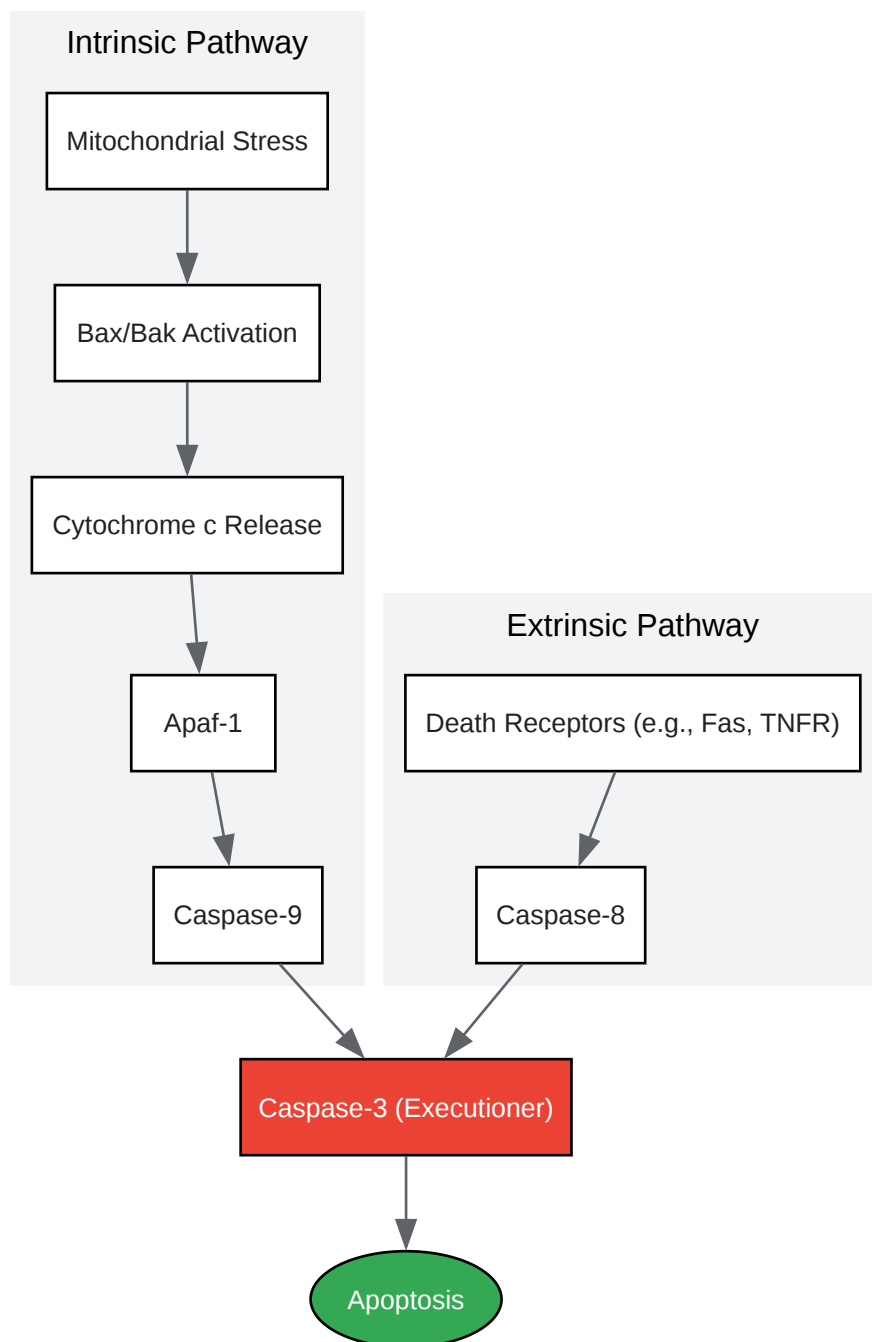 Intrinsic Pathway
Mitochondrial Stress
Bax/Bak Activation
Cytochrome c Release
Apaf-1
Caspase-9
Extrinsic Pathway
Death Receptors (e.g., Fas, TNFR)
Caspase-8
Caspase-3 (Executioner)
Apoptosis